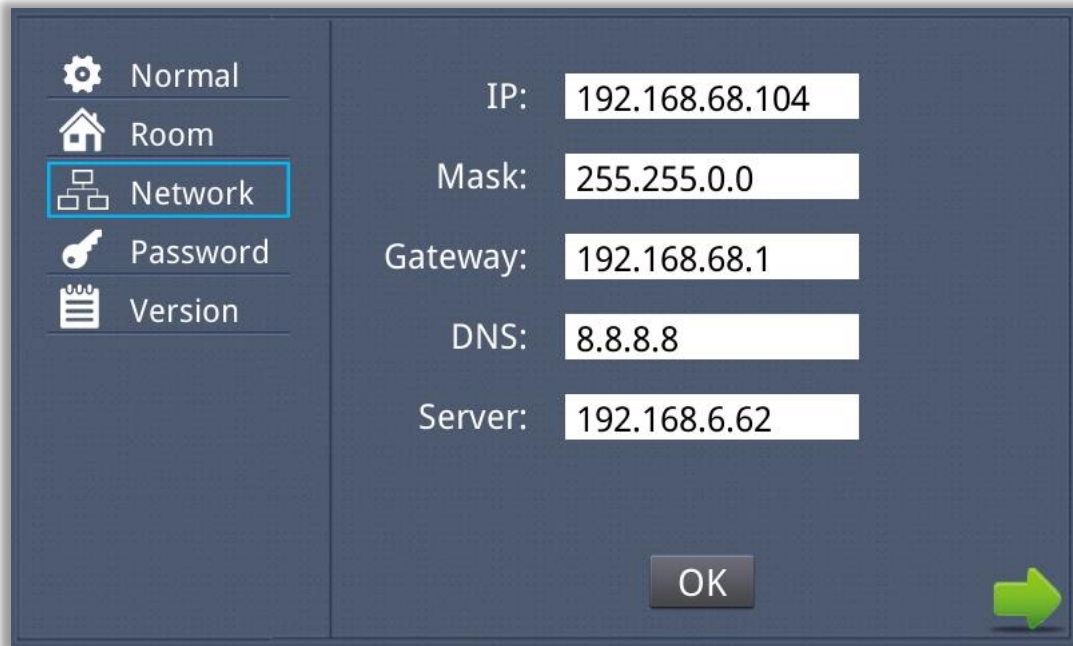 Normal
Room
Network
Password
Version
IP: 192.168.68.104
Mask: 255.255.0.0
Gateway: 192.168.68.1
DNS: 8.8.8.8
Server: 192.168.6.62
OK